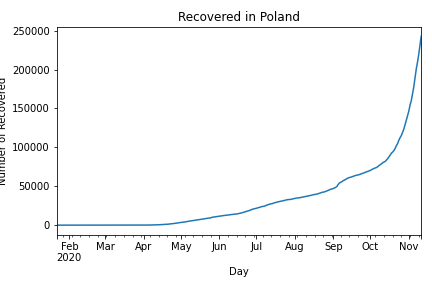 Recovered in Poland
Number of Recovered
250000
200000
150000
100000
50000
0
Feb Mar Apr May Jun Jul Aug Sep Oct Nov
2020
Day